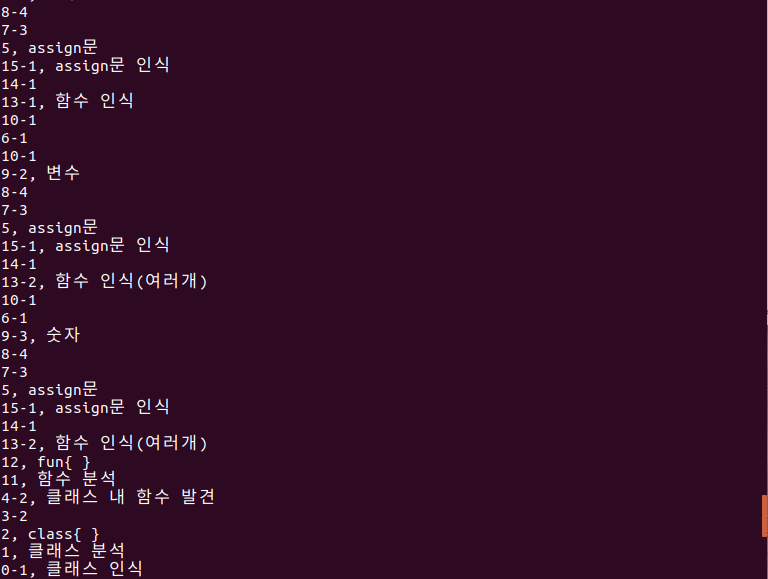 8-4
7-3
5, assign문
15-1, assign문 인식
14-1
13-1, 함수 인식
10-1
6-1
10-1
9-2, 변수
8-4
7-3
5, assign문
15-1, assign문 인식
14-1
13-2, 함수 인식(여러개)
10-1
6-1
9-3, 숫자
8-4
7-3
5, assign문
15-1, assign문 인식
14-1
13-2, 함수 인식(여러개)
12, fun{ }
11, 함수 분석
4-2, 클래스 내 함수 발견
3-2
2, class{ }
1, 클래스 분석
0-1, 클래스 인식